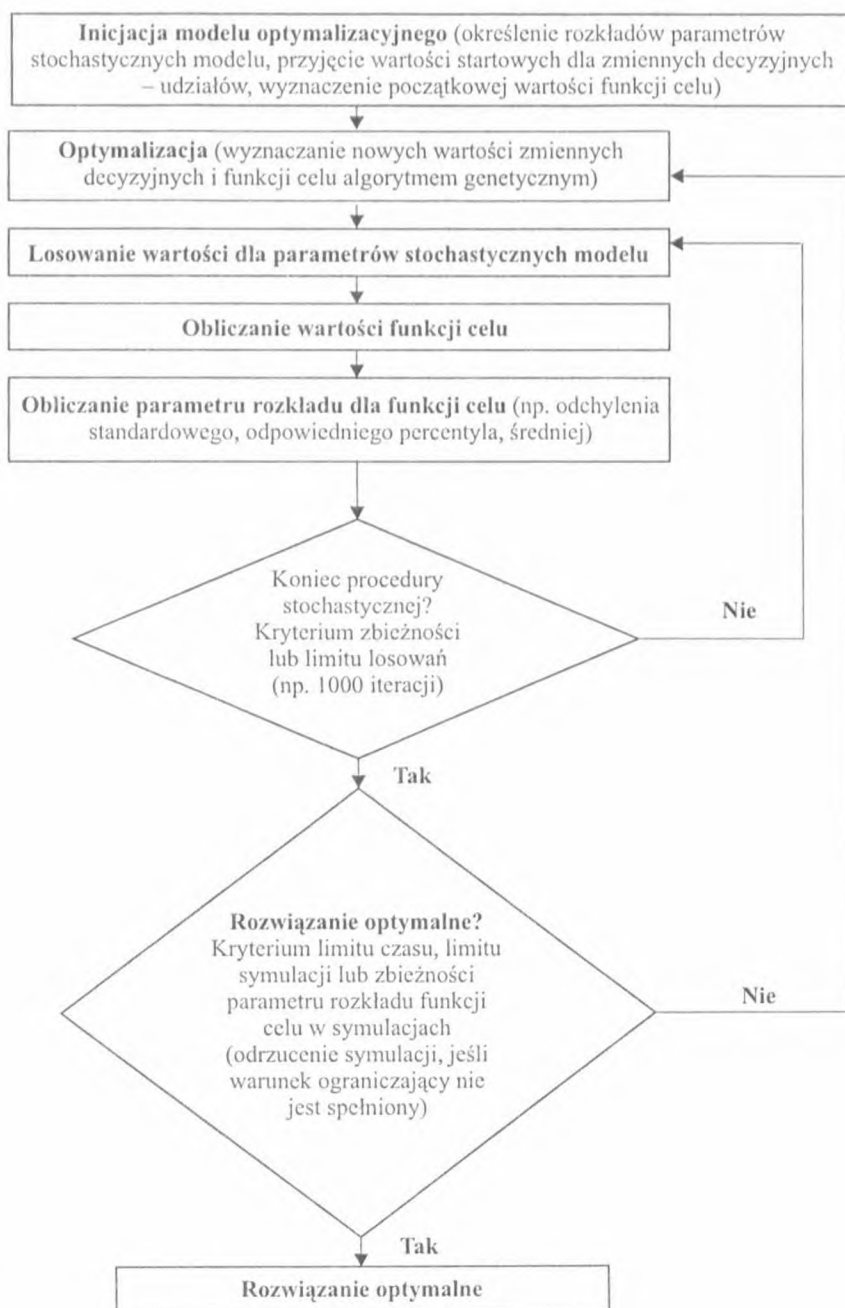 Inicjacja modelu optymalizacyjnego (określenie rozkładów parametrów
stochastycznych modelu, przyjęcie wartości startowych dla zmiennych decyzyjnych
– udziałów, wyznaczenie początkowej wartości funkcji celu)
Optymalizacja (wyznaczanie nowych wartości zmiennych
decyzyjnych i funkcji celu algorytmem genetycznym)
Losowanie wartości dla parametrów stochastycznych modelu
Obliczanie wartości funkcji celu
Obliczanie parametru rozkładu dla funkcji celu (np. odchylenia
standardowego, odpowiedniego percentyla, średniej)
Koniec procedury
stochastycznej?
Kryterium zbieżności
lub limitu losowań
(np. 1000 iteracji)
Nie
Tak
Rozwiązanie optymalne?
Kryterium limitu czasu, limitu
symulacji lub zbieżności
parametru rozkładu funkcji
celu w symulacjach
(odrzucenie symulacji, jeśli
warunek ograniczający nie
jest spełniony)
Nie
Tak
Rozwiązanie optymalne